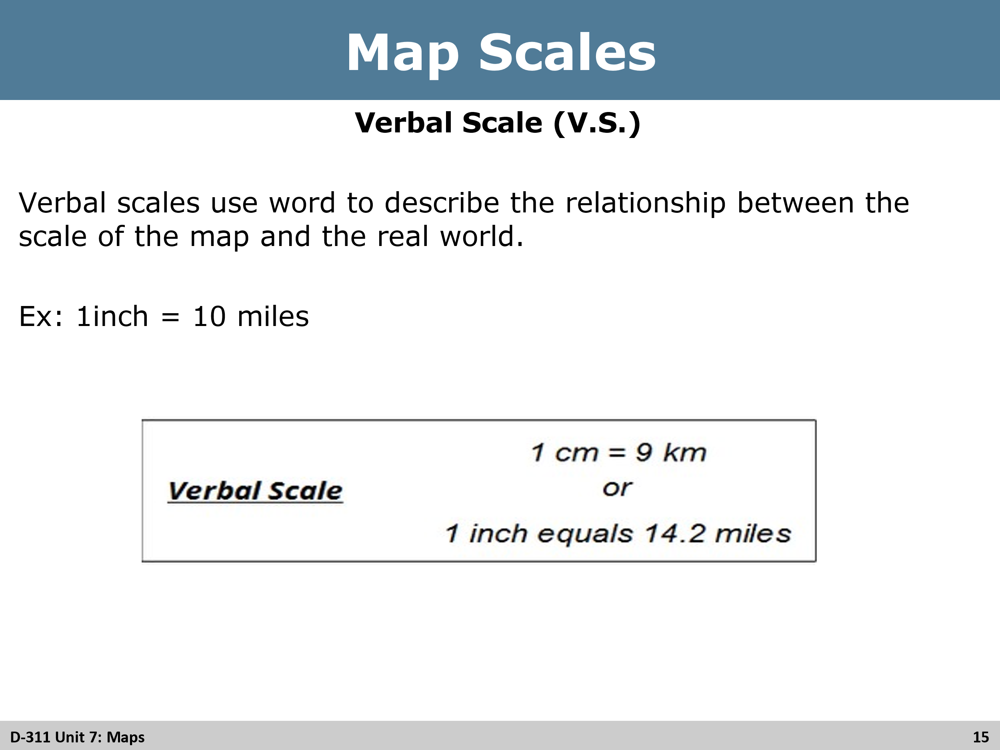 Map Scales
Verbal Scale (V.S.)
Verbal scales use word to describe the relationship between the
scale of the map and the real world.
Ex: 1inch = 10 miles
1 cm = 9 km
Verbal Scale
or
1 inch equals 14.2 miles
D-311 Unit 7: Maps
15